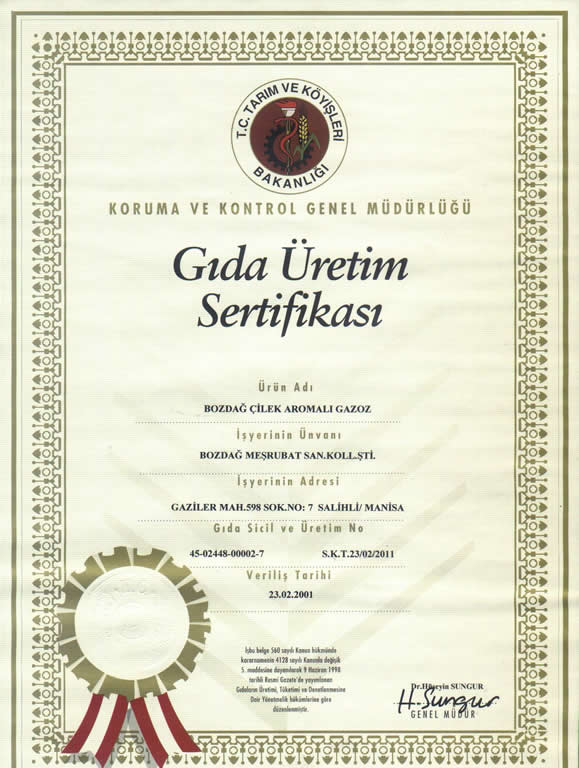 T.C. TARIM VE KÖYİŞLERİ
BAKANLIĞI
KORUMA VE KONTROL GENEL MÜDÜRLÜĞÜ
Gıda Üretim
Sertifikası
Ürün Adı
BOZDAĞ ÇİLEK AROMALI GAZOZ
İşyerinin Ünvanı
BOZDAĞ MEŞRUBAT SAN.KOLL.ŞTİ.
İşyerinin Adresi
GAZİLER MAH.598 SOK.NO: 7 SALİHLİ/ MANİSA
Gıda Sicil ve Üretim No
45-02448-00002-7 S.K.T.23/02/2011
Veriliş Tarihi
23.02.2001
İşbu belge 560 sayılı Kanun hükmünde
kararnamenin 4128 sayılı Kanunla değişik
5. maddesine dayanılarak 9 Haziran 1998
tarihli Resmi Gazete'de yayımlanan
Gıdaların Üretimi, Tüketimi ve Denetlenmesine
Dair Yönetmelik hükümlerine göre
düzenlenmiştir.
Dr.Hüseyin SUNGUR
H.Sungur
GENEL MÜDÜR